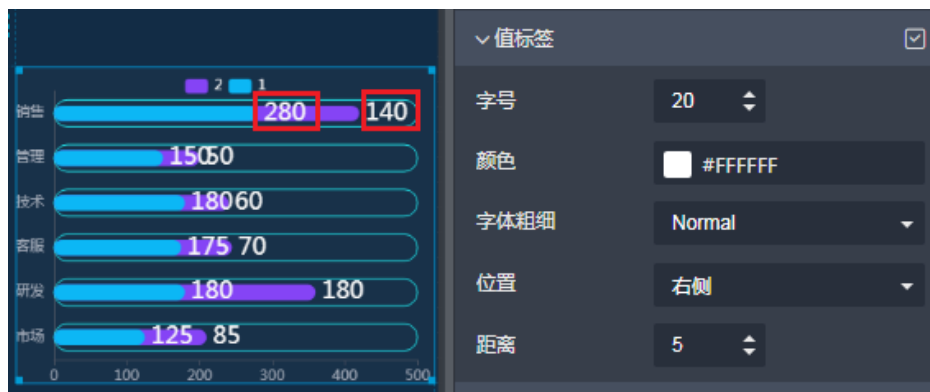 2 1
销售 280 140
管理 150 50
技术 180 60
客服 175 70
研发 180 180
市场 125 85
0 100 200 300 400 500
值标签
字号 20
颜色 #FFFFFF
字体粗细 Normal
位置 右侧
距离 5